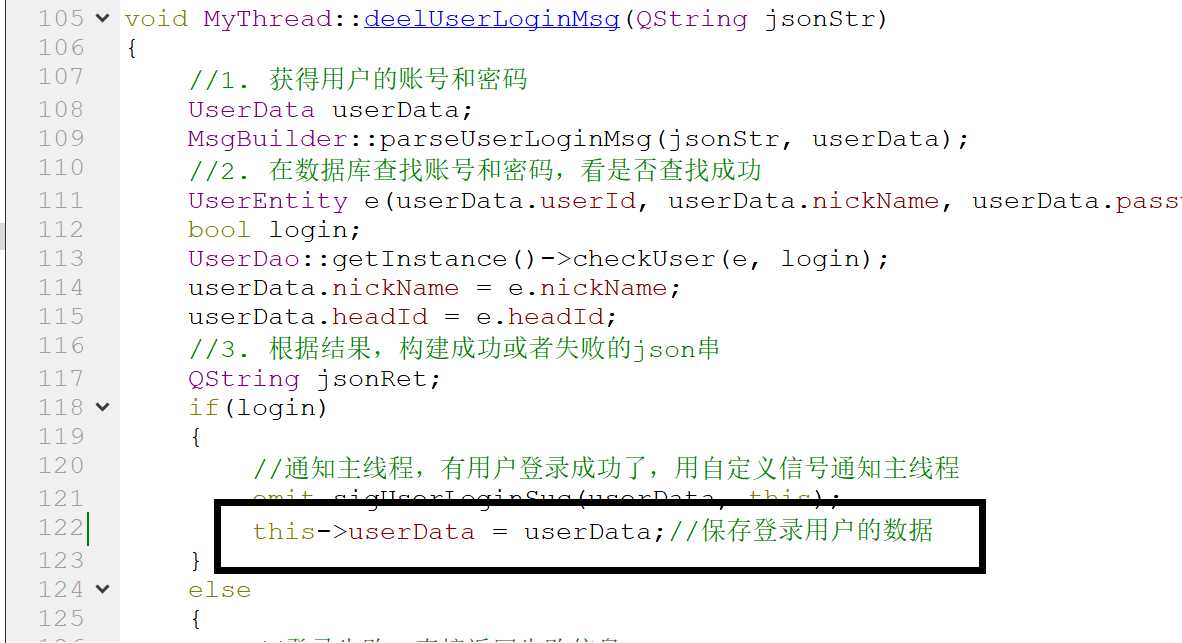 105 void MyThread::deelUserLoginMsg(QString jsonStr)
106 {
107 //1. 获得用户的账号和密码
108 UserData userData;
109 MsgBuilder::parseUserLoginMsg(jsonStr, userData);
110 //2. 在数据库查找账号和密码，看是否查找成功
111 UserEntity e(userData.userId, userData.nickName, userData.pass
112 bool login;
113 UserDao::getInstance()->checkUser(e, login);
114 userData.nickName = e.nickName;
115 userData.headId = e.headId;
116 //3. 根据结果，构建成功或者失败的json串
117 QString jsonRet;
118 if(login)
119 {
120 //通知主线程，有用户登录成功了，用自定义信号通知主线程
121 emit sigUserLoginSuc(userData, this);
122 this->userData = userData;//保存登录用户的数据
123 }
124 else
125 {